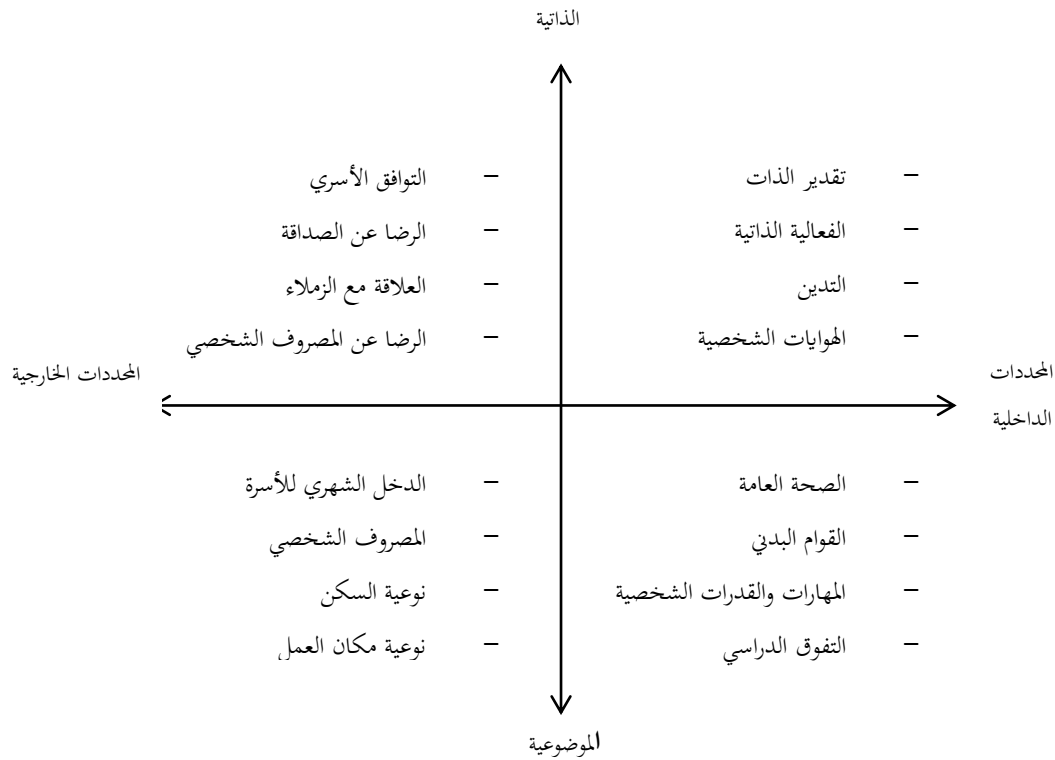 الذاتية
– تقدير الذات
– الفعالية الذاتية
– التدين
– الهوايات الشخصية
– التوافق الأسري
– الرضا عن الصداقة
– العلاقة مع الزملاء
– الرضا عن المصروف الشخصي
المحددات
الداخلية
المحددات الخارجية
– الصحة العامة
– القوام البدني
– المهارات والقدرات الشخصية
– التفوق الدراسي
– الدخل الشهري للأسرة
– المصروف الشخصي
– نوعية السكن
– نوعية مكان العمل
الموضوعية